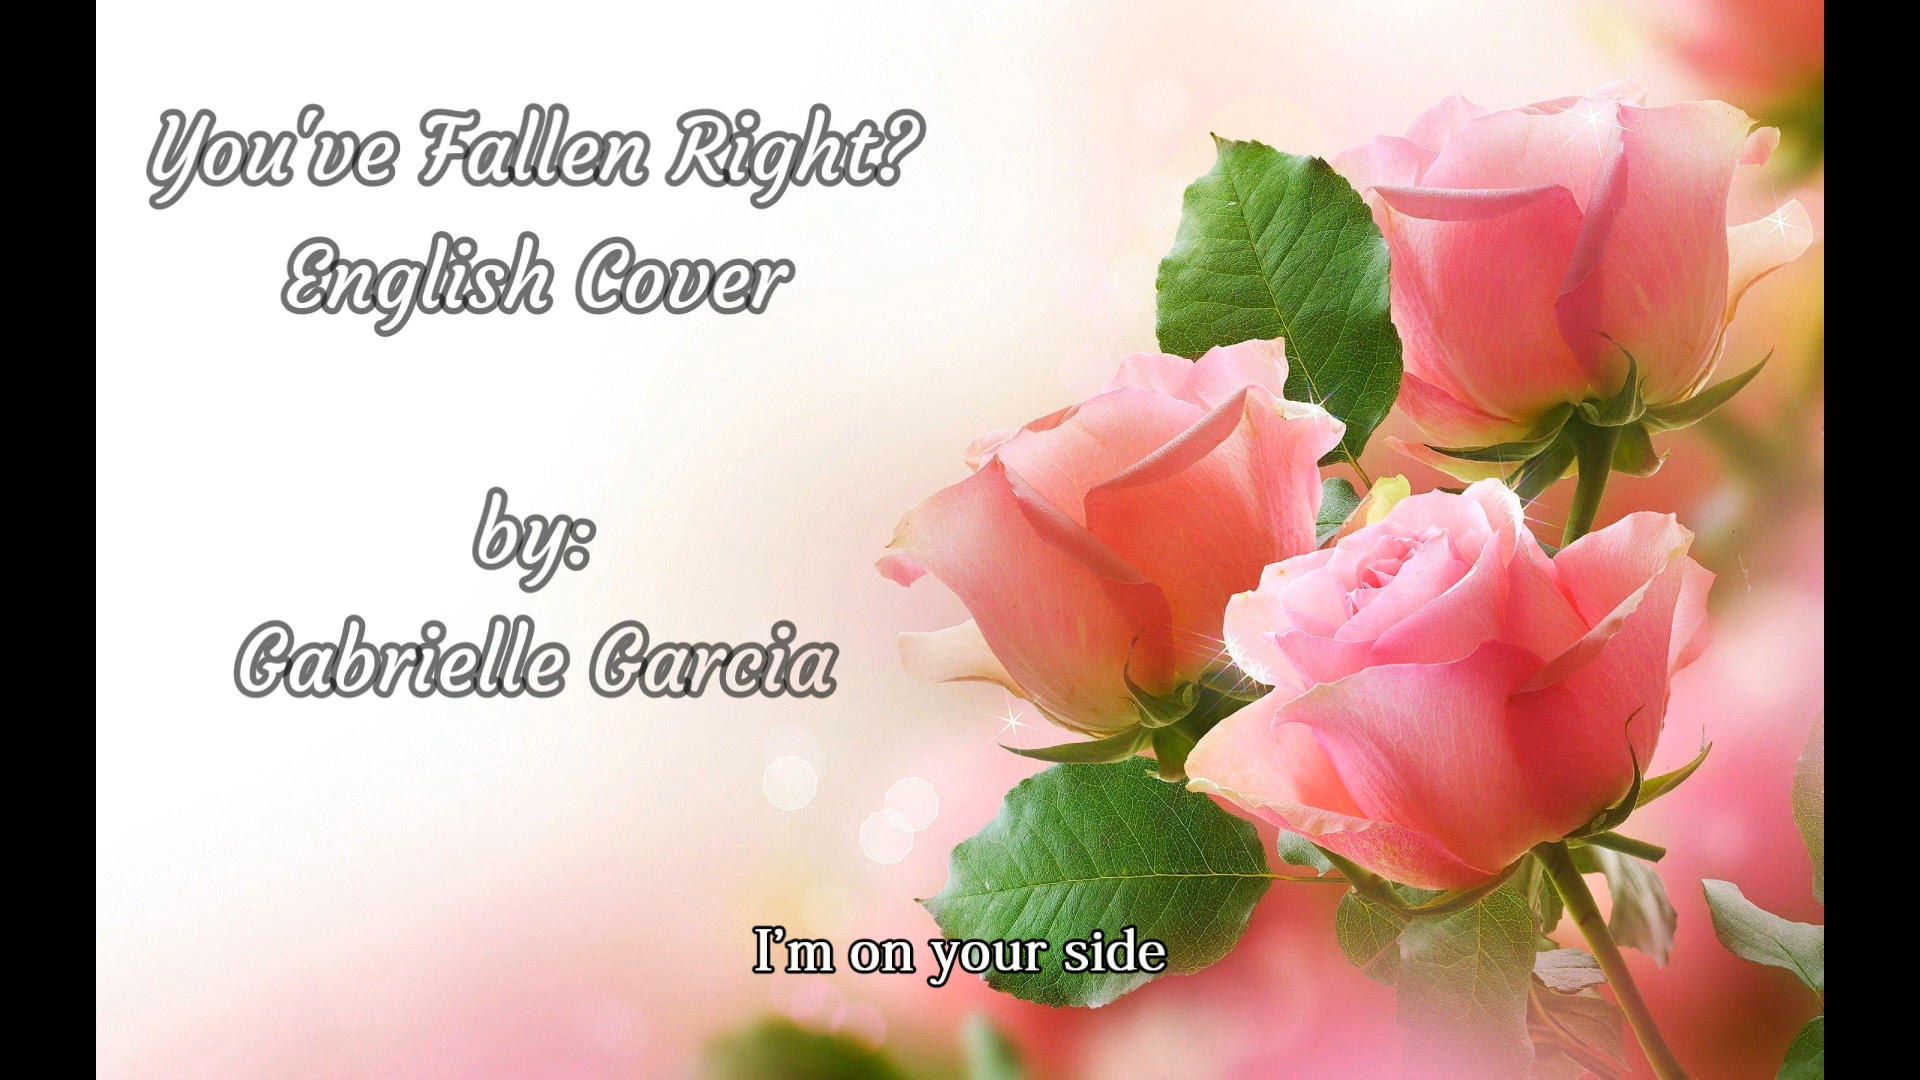 You've Fallen Right?
English Cover
by:
Gabrielle Garcia
I'm on your side